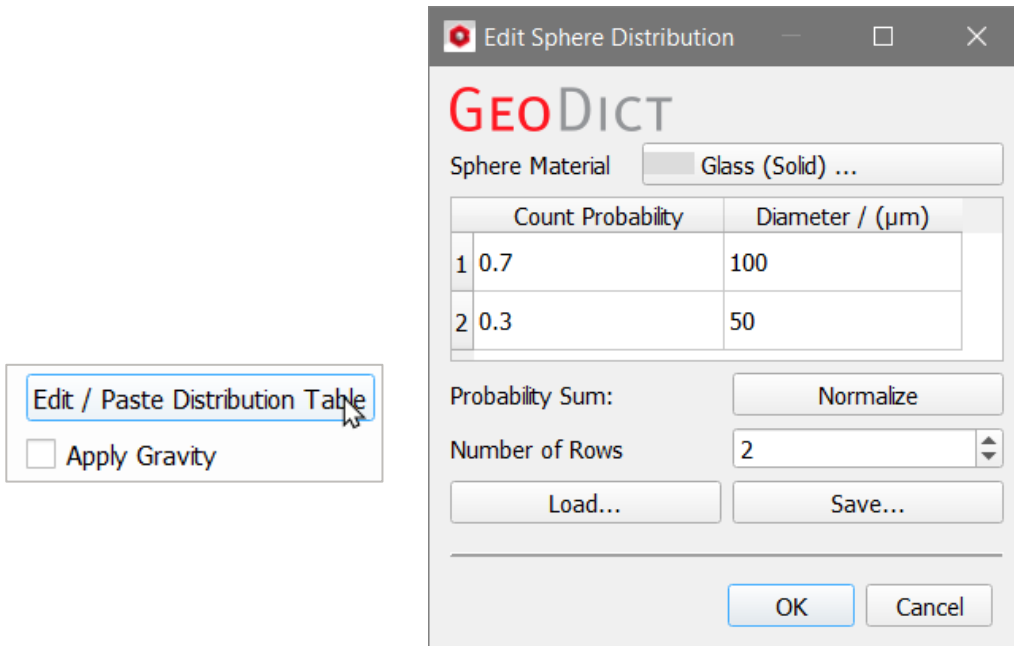 Edit / Paste Distribution Table
Apply Gravity
Edit Sphere Distribution
GEODICT
Sphere Material Glass (Solid) ...
Count Probability Diameter / (µm)
1 0.7 100
2 0.3 50
Probability Sum: Normalize
Number of Rows 2
Load... Save...
OK Cancel